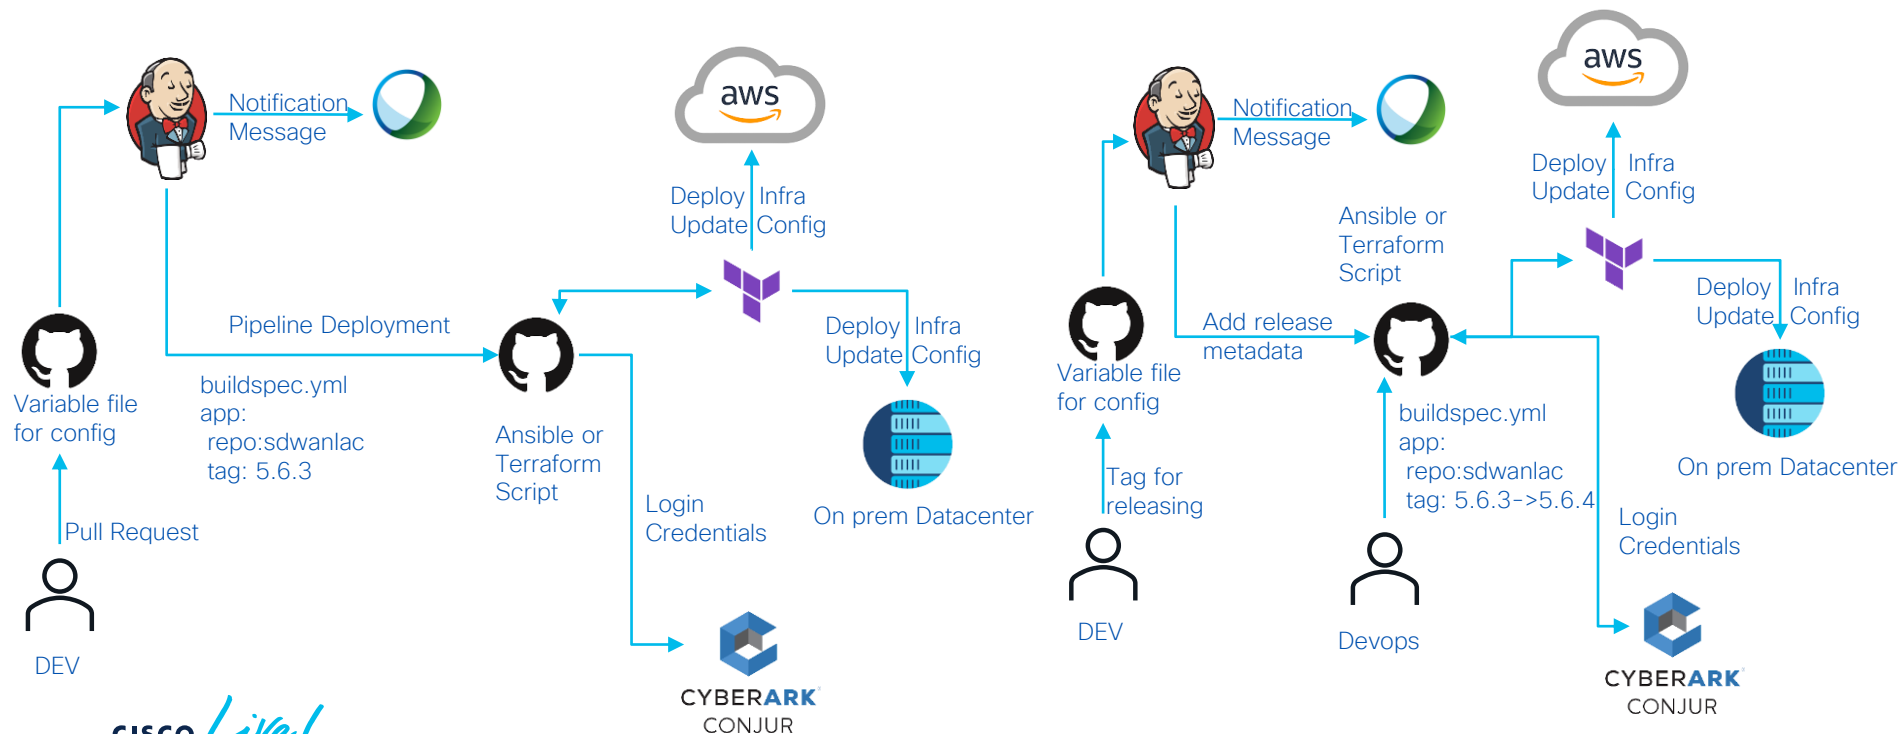 Notification
Message
aws
Deploy Infra
Update Config
Pipeline Deployment
buildspec.yml
app:
repo:sdwanlac
tag: 5.6.3
Variable file
for config
Pull Request
DEV
Ansible or
Terraform
Script
Deploy Infra
Update Config
On prem Datacenter
Login
Credentials
CYBERARK
CONJUR
Notification
Message
aws
Deploy Infra
Update Config
Ansible or
Terraform
Script
Deploy Infra
Update Config
Add release
metadata
Variable file
for config
buildspec.yml
app:
repo:sdwanlac
tag: 5.6.3->5.6.4
On prem Datacenter
Tag for
releasing
Login
Credentials
DEV
Devops
CYBERARK
CONJUR
CISCO Live!